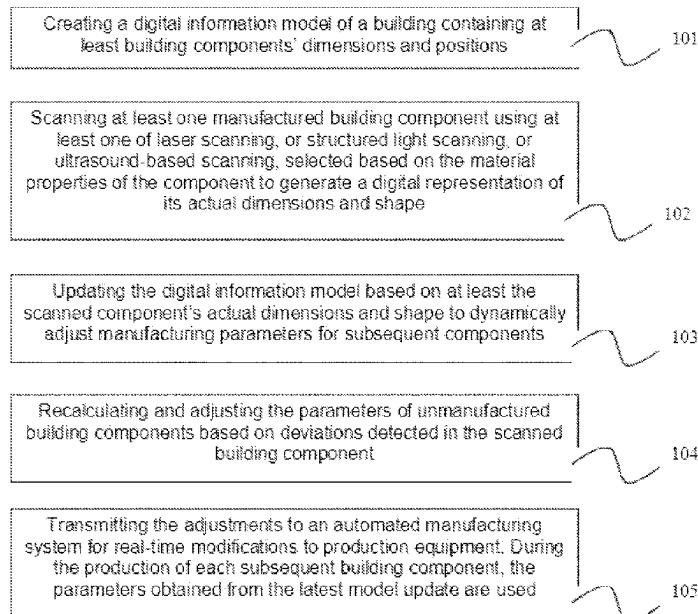 Creating a digital information model of a building containing at
least building components' dimensions and positions
101
Scanning at least one manufactured building component using at
least one of laser scanning, or structured light scanning, or
ultrasound-based scanning, selected based on the material
properties of the component to generate a digital representation of
its actual dimensions and shape
102
Updating the digital information model based on at least the
scanned component's actual dimensions and shape to dynamically
adjust manufacturing parameters for subsequent components
103
Recalculating and adjusting the parameters of unmanufactured
building components based on deviations detected in the scanned
building component
104
Transmitting the adjustments to an automated manufacturing
system for real-time modifications to production equipment. During
the production of each subsequent building component, the
parameters obtained from the latest model update are used
105